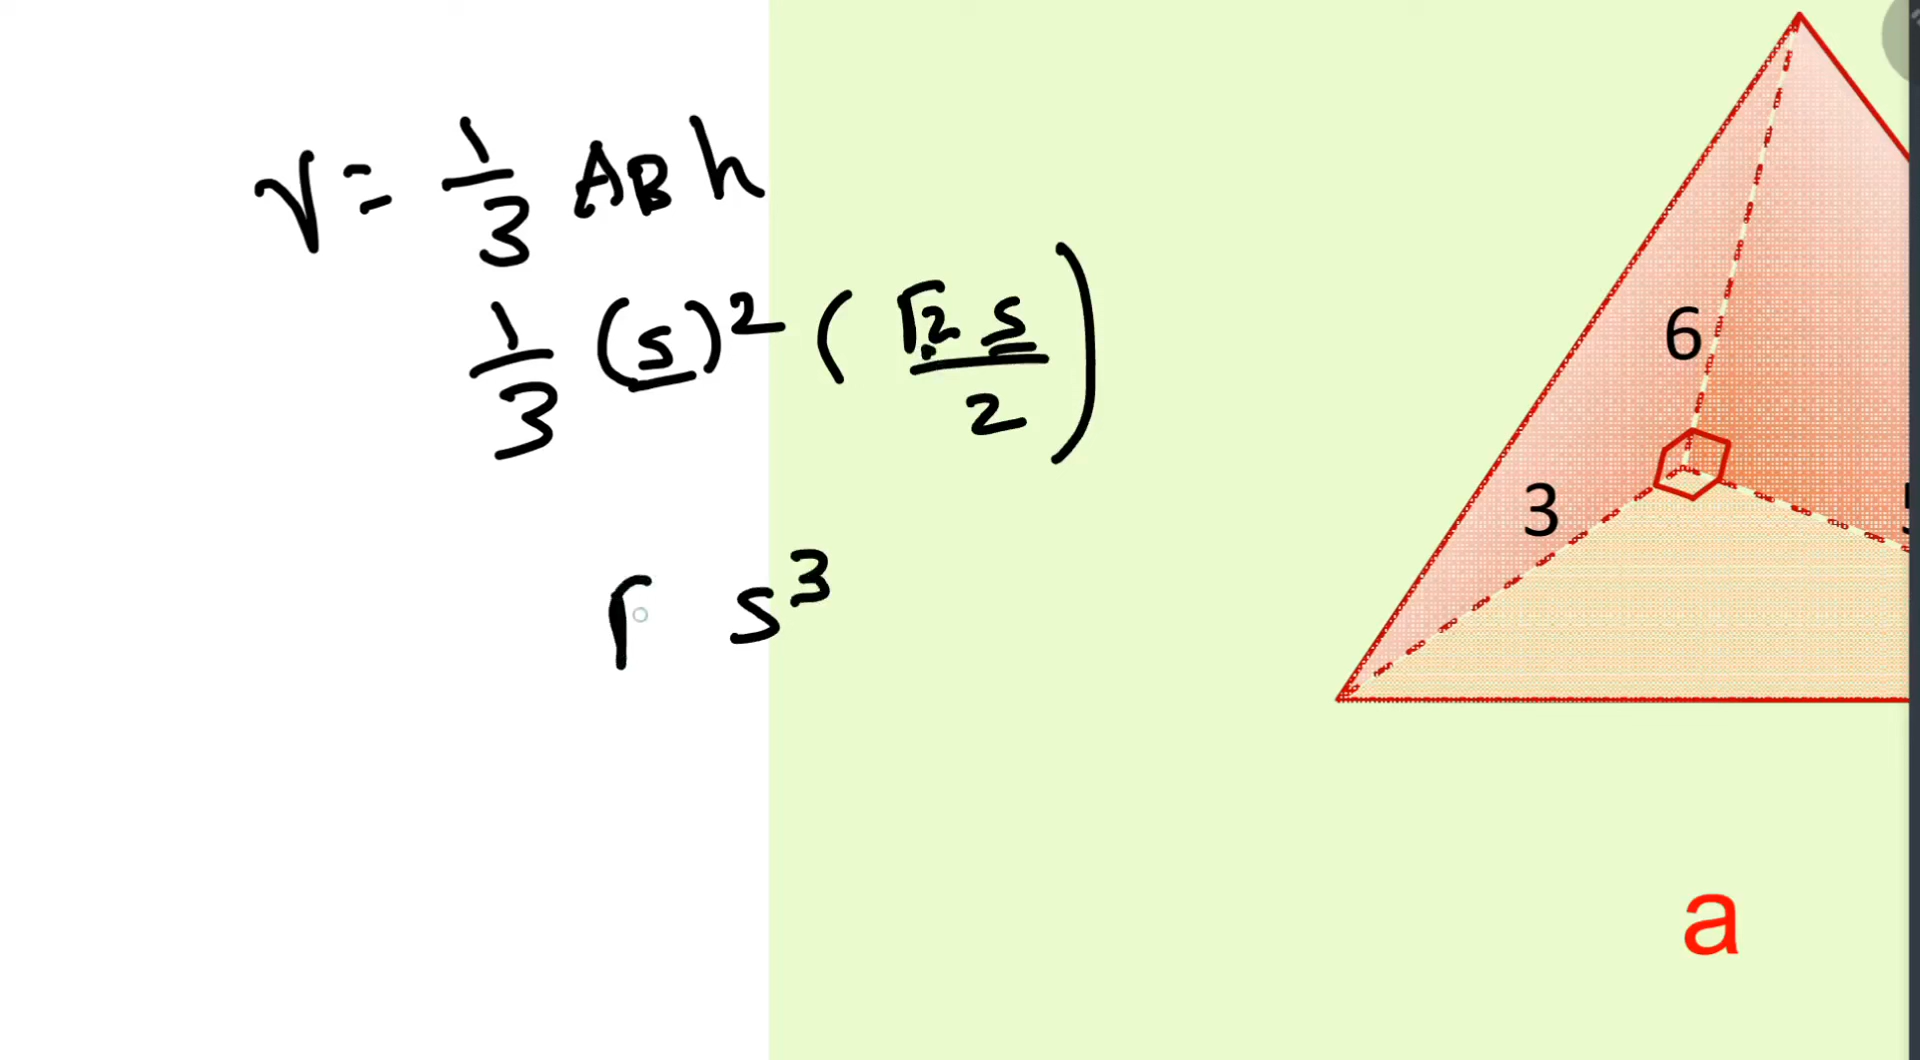 V = 1/3 AB h
1/3 (s)² (√2 s / 2)
√ s³
6
3
a